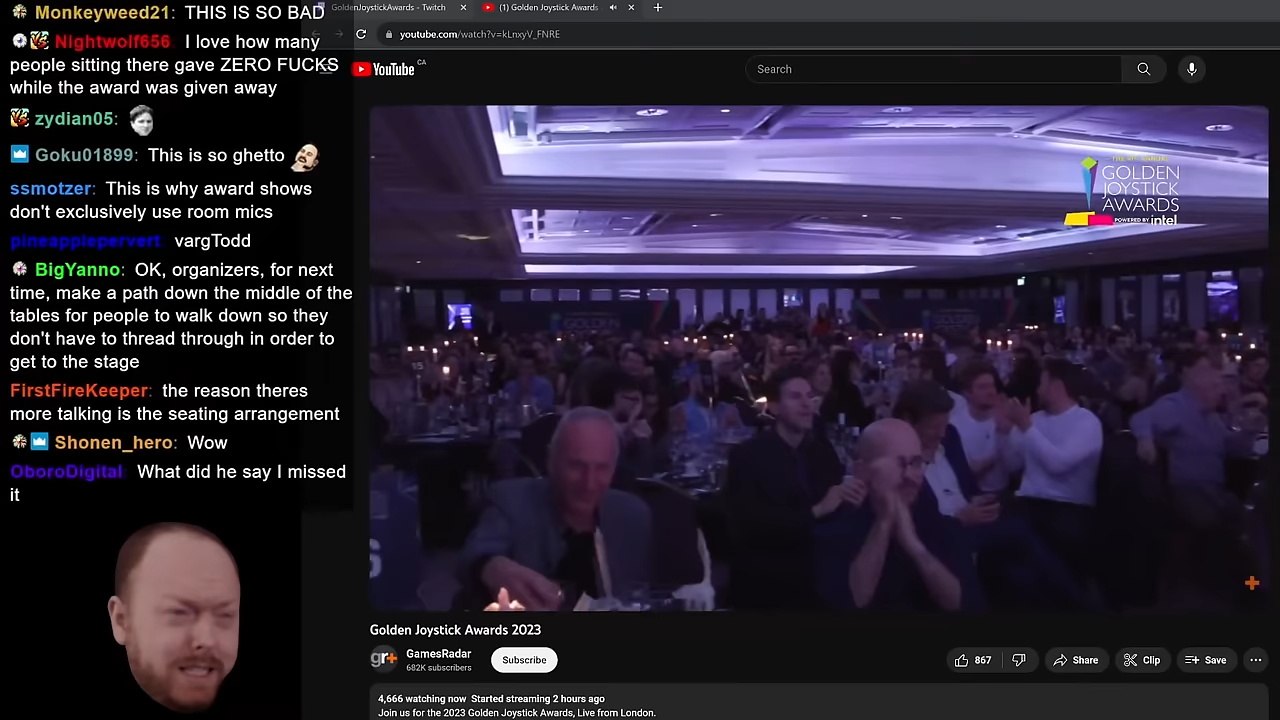 Monkeyweed21: THIS IS SO BAD
NIghtwolf656: I love how many
people sitting there gave ZERO FUCKS
while the award was given away
zydian05:
Goku01899: This is so ghetto
ssmotzer: This is why award shows
don't exclusively use room mics
pineapplepervert: vargTodd
BigYanno: OK, organizers, for next
time, make a path down the middle of the
tables for people to walk down so they
don't have to thread through in order to
get to the stage
FirstFireKeeper: the reason theres
more talking is the seating arrangement
Shonen_hero: Wow
OboroDigital: What did he say I missed
it
GoldenJoystickAwards - Twitch
(1) Golden Joystick Awards
youtube.com/watch?v=kLnxyV_FNRE
YouTube CA
Search
GOLDEN
JOYSTICK
AWARDS
POWERED BY intel
15
Golden Joystick Awards 2023
gr+
GamesRadar
682K subscribers
Subscribe
867
Share
Clip
Save
4,666 watching now Started streaming 2 hours ago
Join us for the 2023 Golden Joystick Awards, Live from London.